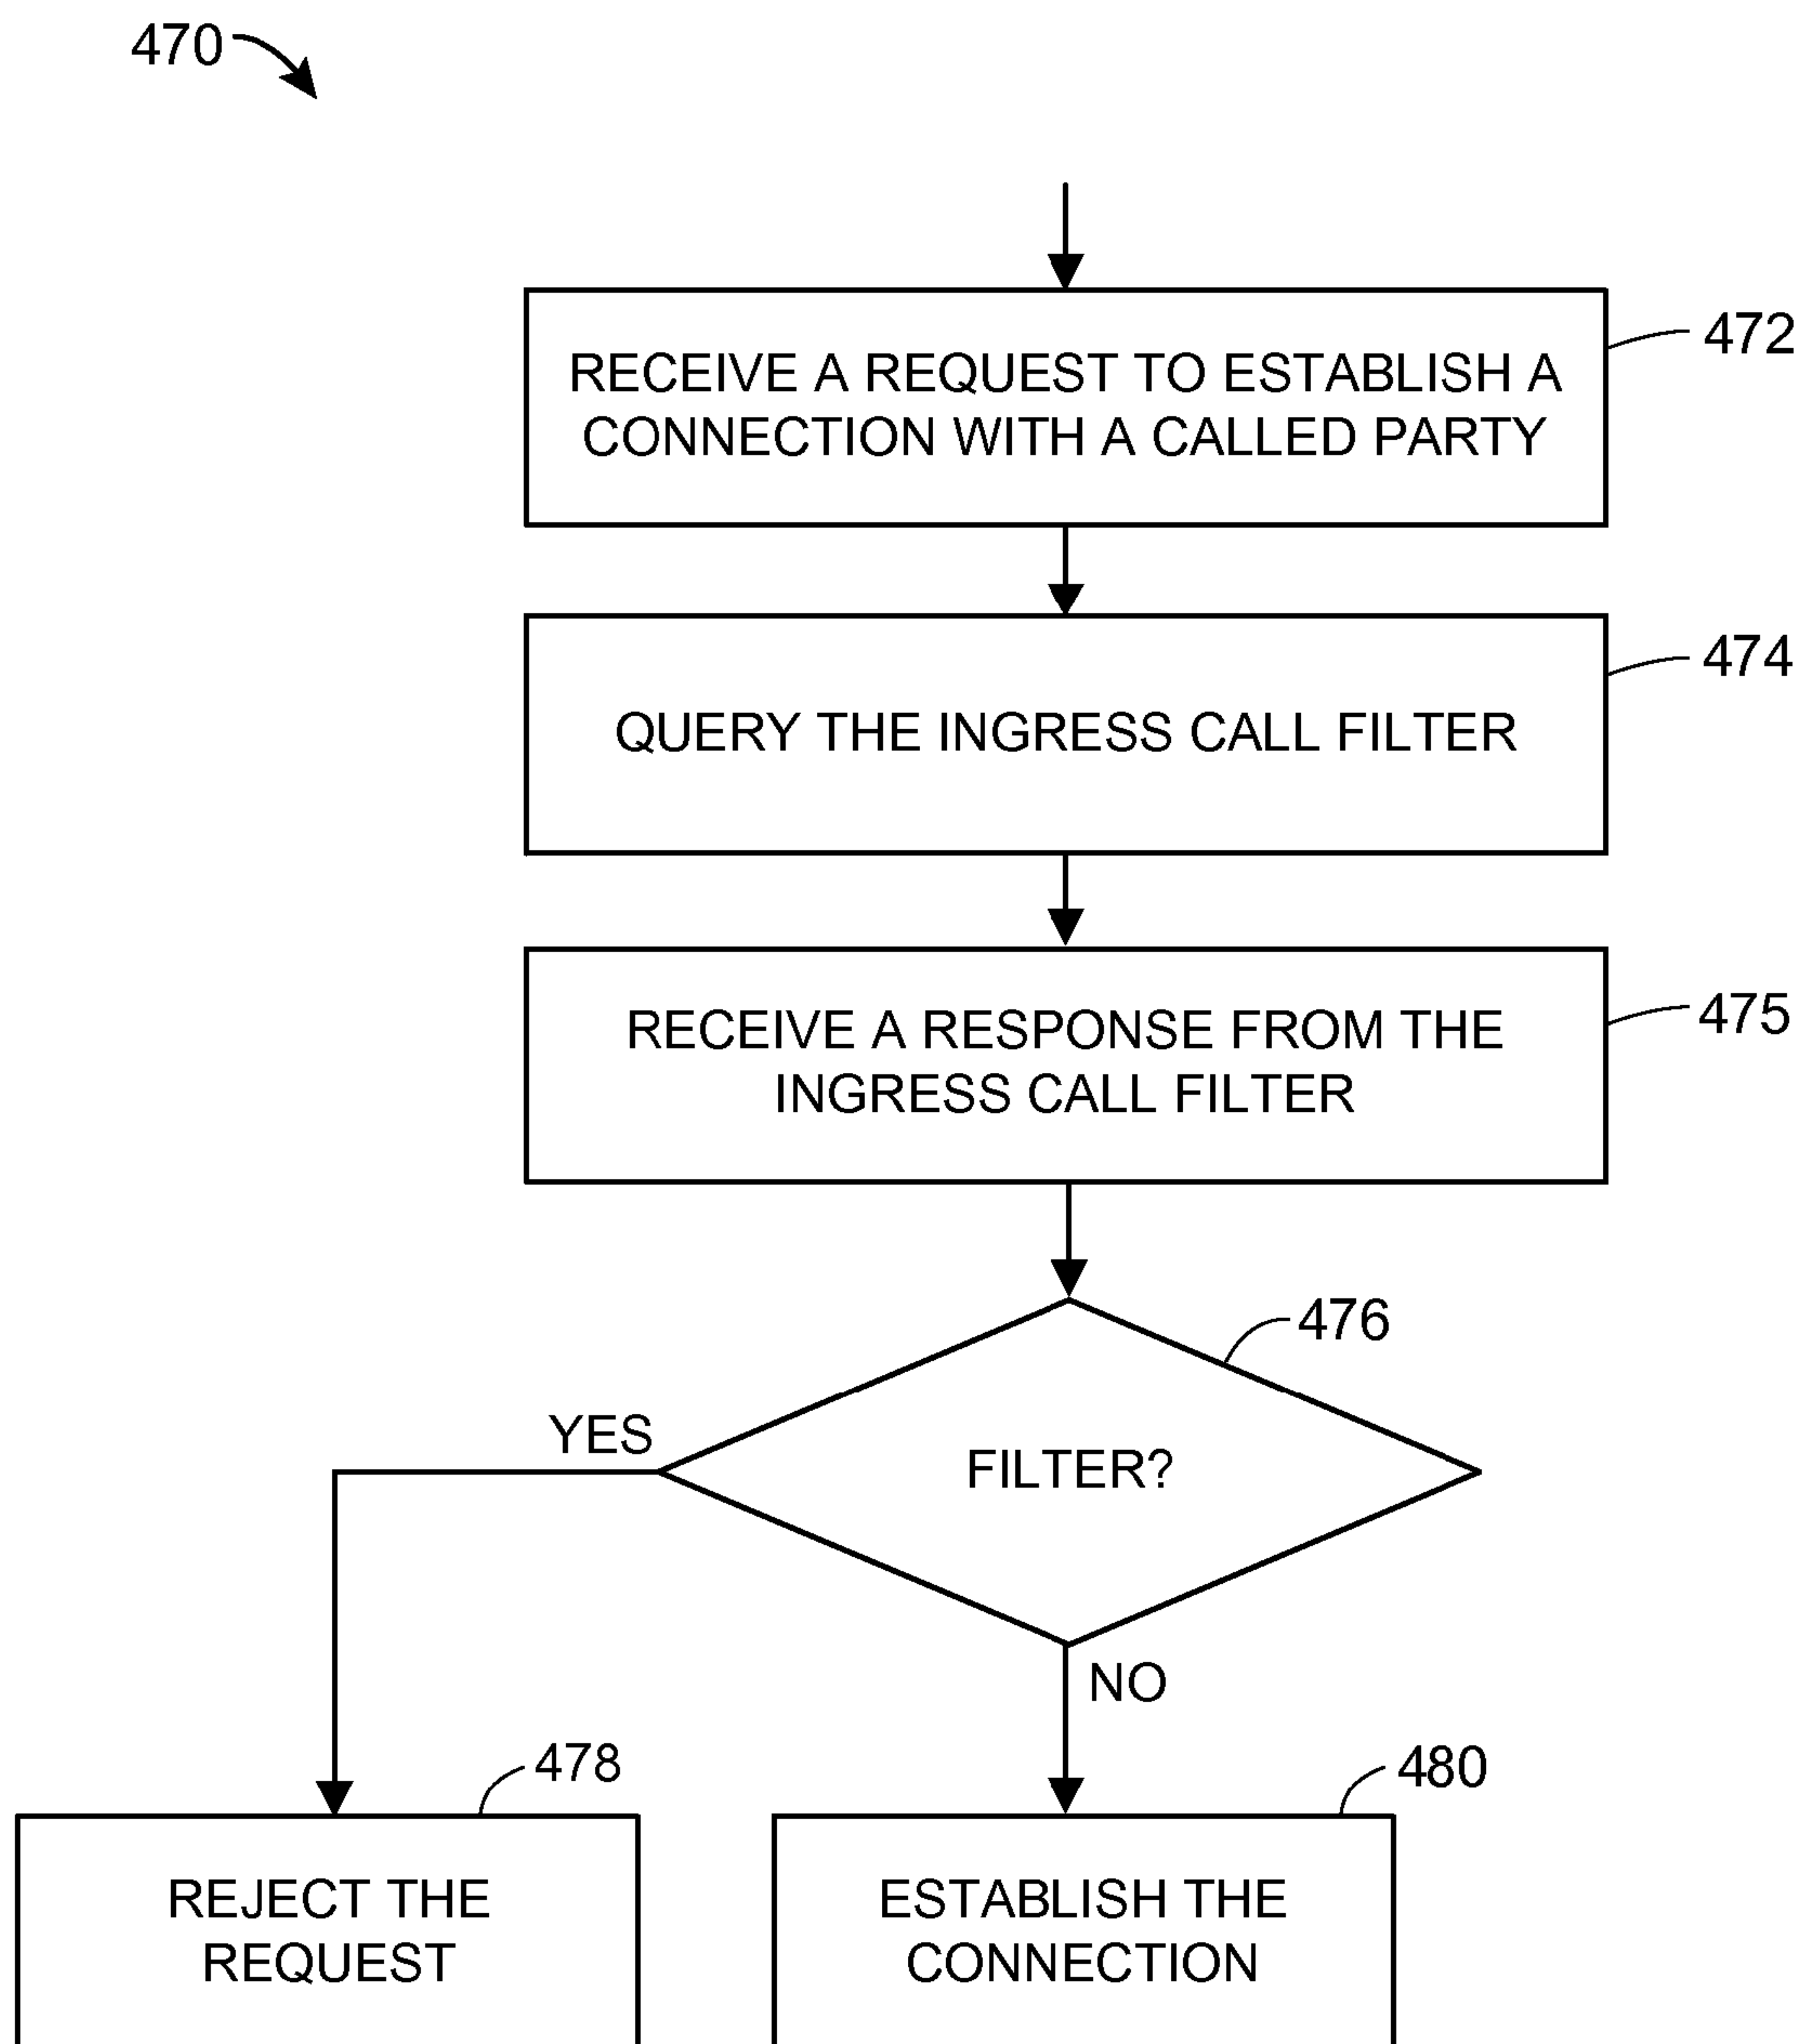 470
RECEIVE A REQUEST TO ESTABLISH A
CONNECTION WITH A CALLED PARTY
472
QUERY THE INGRESS CALL FILTER
474
RECEIVE A RESPONSE FROM THE
INGRESS CALL FILTER
475
476
FILTER?
YES
NO
478
REJECT THE
REQUEST
480
ESTABLISH THE
CONNECTION